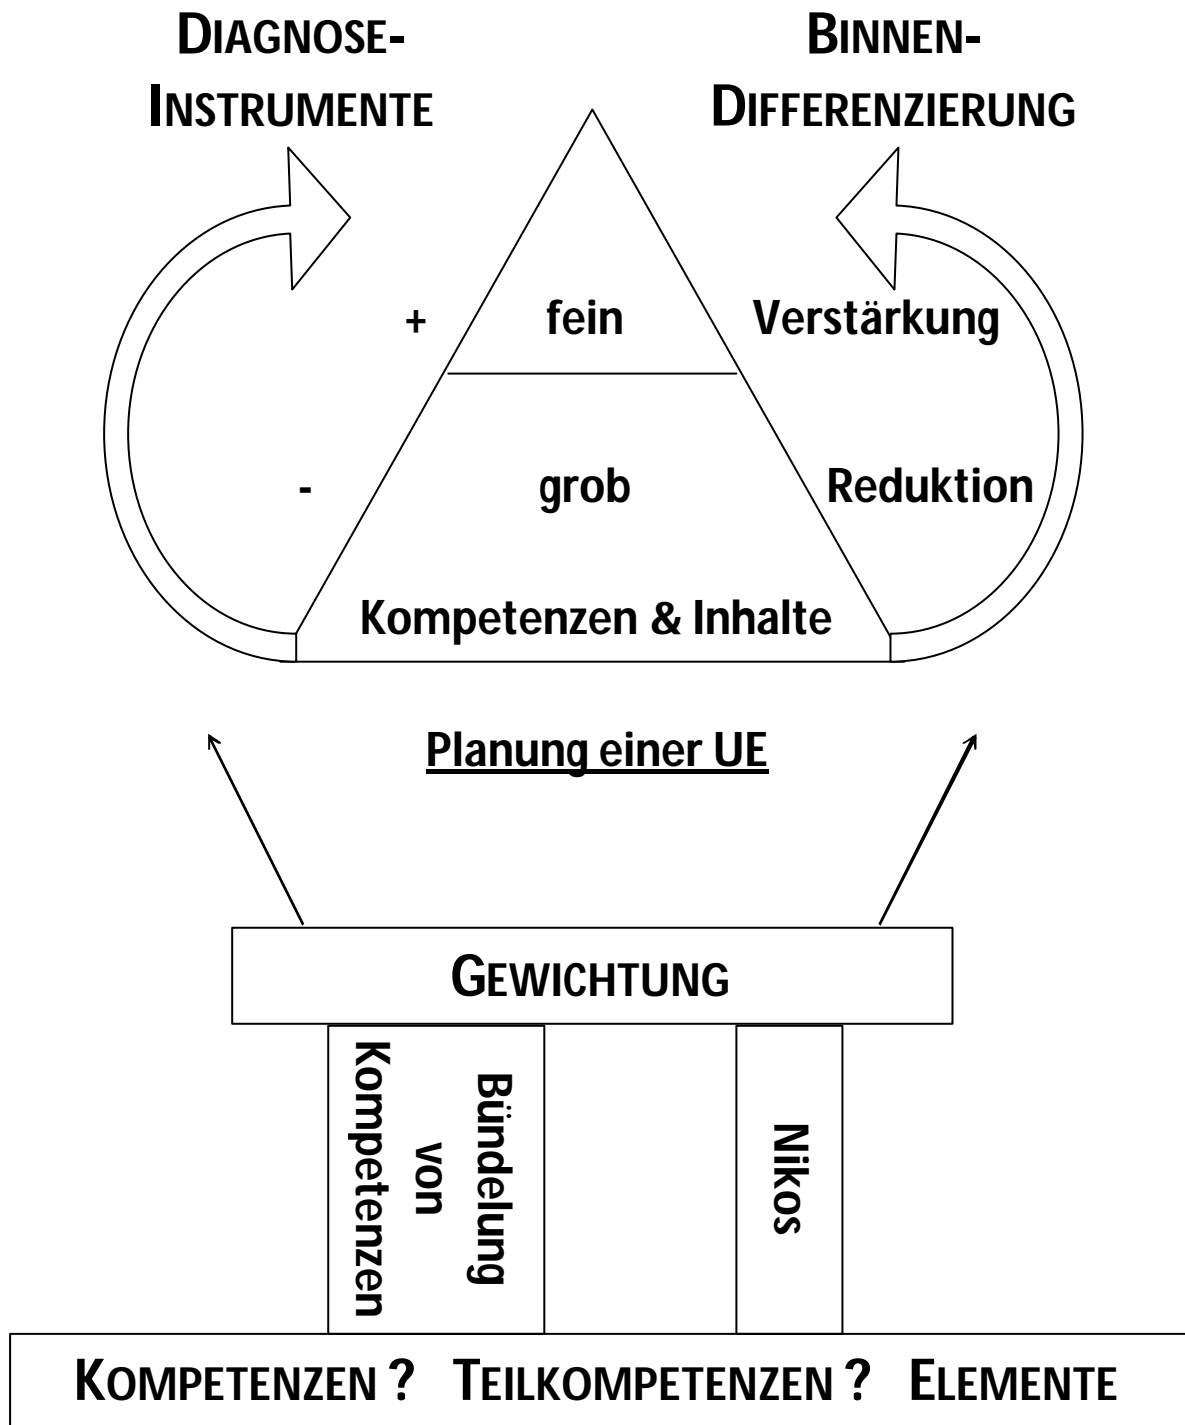 DIAGNOSE-
INSTRUMENTE
BINNEN-
DIFFERENZIERUNG
+ fein Verstärkung
- grob Reduktion
Kompetenzen & Inhalte
Planung einer UE
GEWICHTUNG
Bündelung
von
Kompetenzen
Nikos
KOMPETENZEN ? TEILKOMPETENZEN ? ELEMENTE